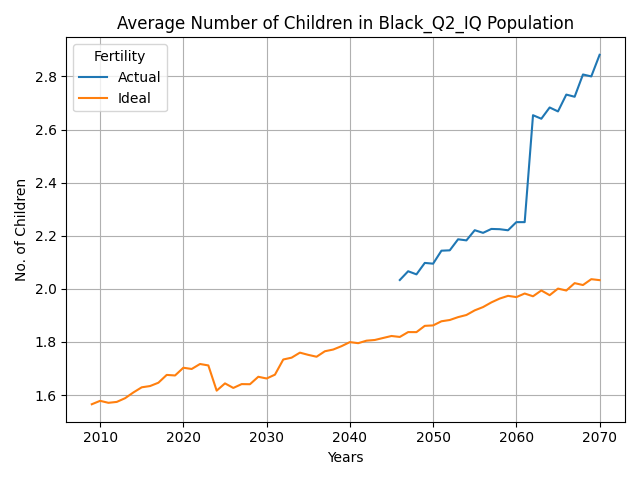 Average Number of Children in Black_Q2_IQ Population
Fertility
Actual
Ideal
No. of Children
2.8
2.6
2.4
2.2
2.0
1.8
1.6
2010 2020 2030 2040 2050 2060 2070
Years